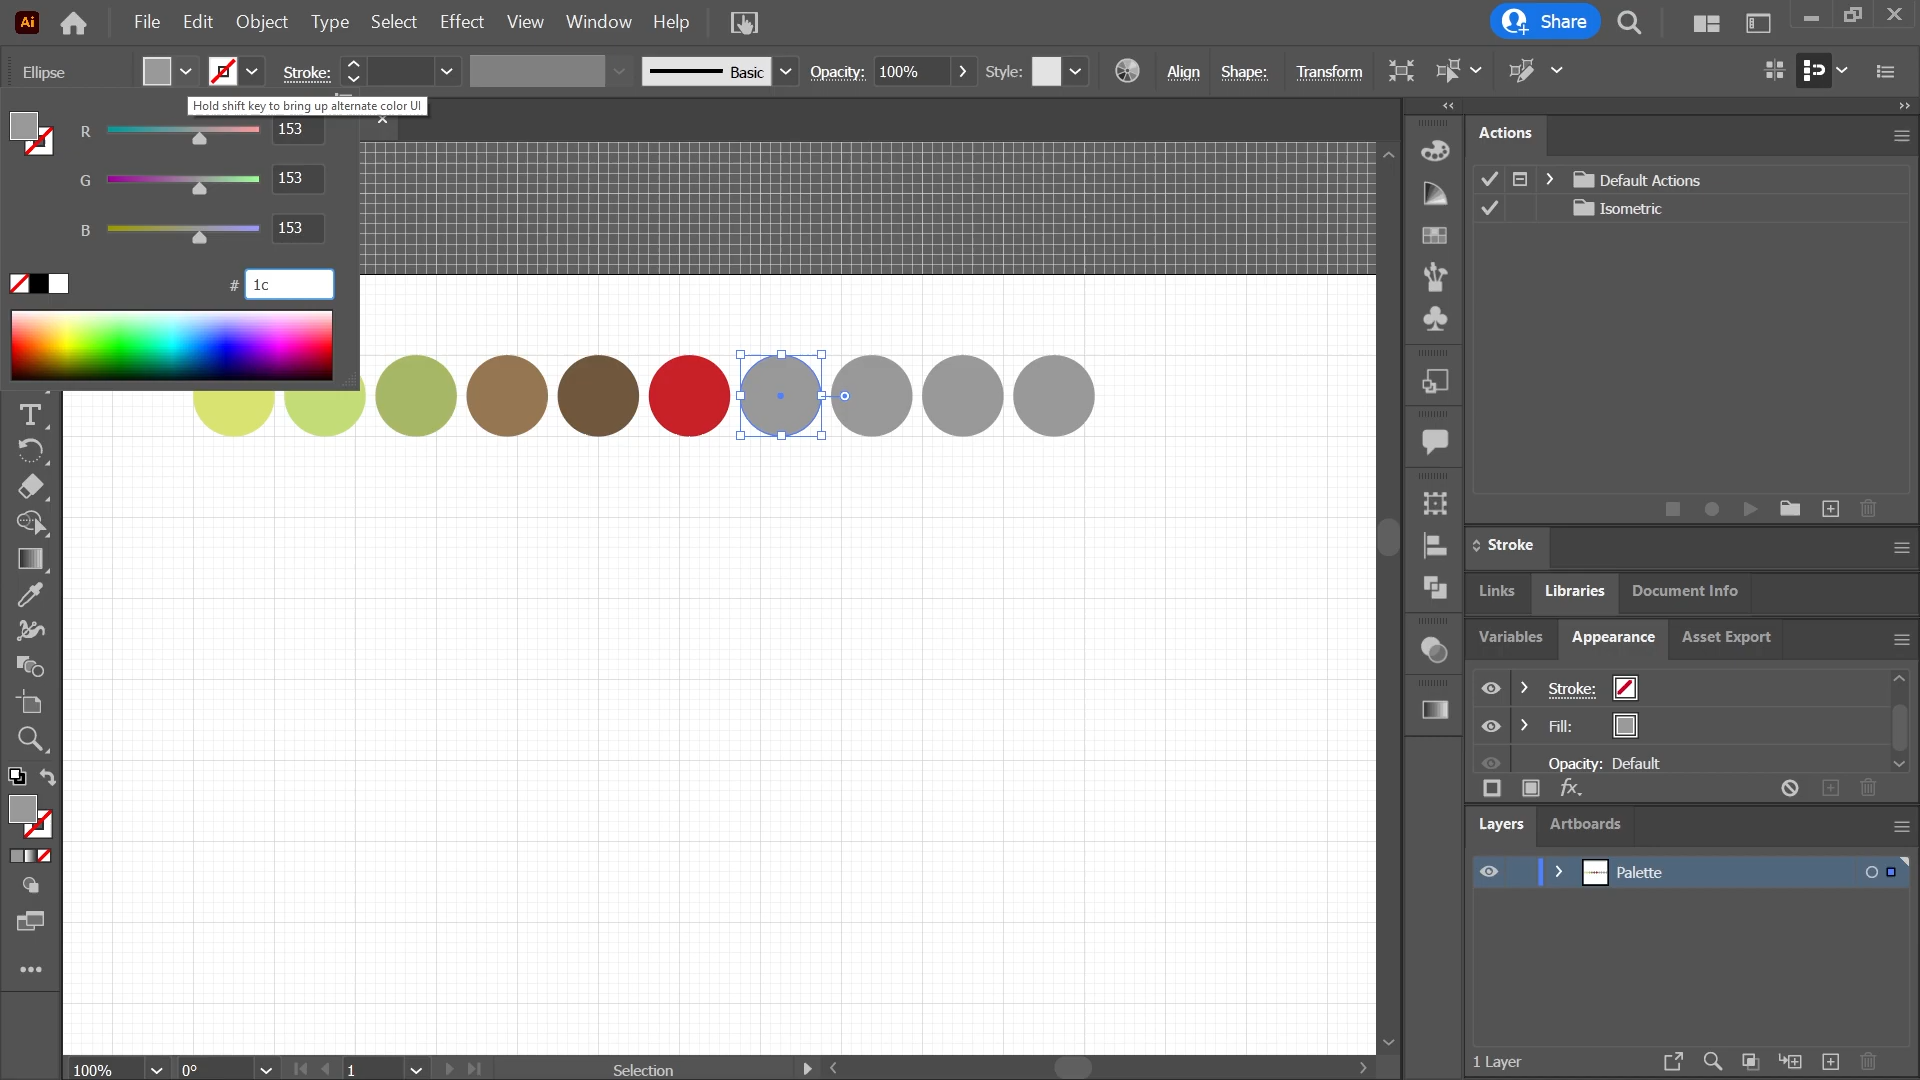 Ai File Edit Object Type Select Effect View Window Help Share
Ellipse Stroke: Basic Opacity: 100% Style: Align Shape: Transform
Hold shift key to bring up alternate color UI
R 153
G 153
B 153
# 1c
Actions
Default Actions
Isometric
Stroke
Links Libraries Document Info
Variables Appearance Asset Export
Stroke:
Fill:
Opacity: Default
fx
Layers Artboards
Palette
1 Layer
100% 0° 1 Selection